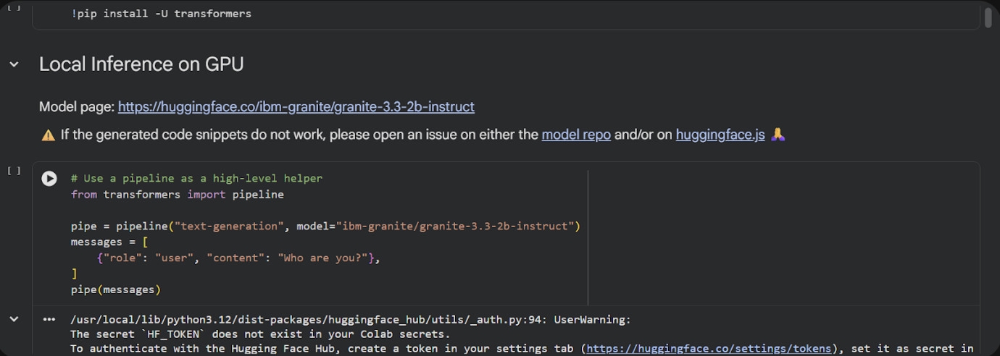 [ ]
!pip install -U transformers
Local Inference on GPU
Model page: https://huggingface.co/ibm-granite/granite-3.3-2b-instruct
⚠️ If the generated code snippets do not work, please open an issue on either the model repo and/or on huggingface.js 🙏
[ ]
# Use a pipeline as a high-level helper
from transformers import pipeline
pipe = pipeline("text-generation", model="ibm-granite/granite-3.3-2b-instruct")
messages = [
    {"role": "user", "content": "Who are you?"},
]
pipe(messages)
/usr/local/lib/python3.12/dist-packages/huggingface_hub/utils/_auth.py:94: UserWarning:
The secret `HF_TOKEN` does not exist in your Colab secrets.
To authenticate with the Hugging Face Hub, create a token in your settings tab (https://huggingface.co/settings/tokens), set it as secret in